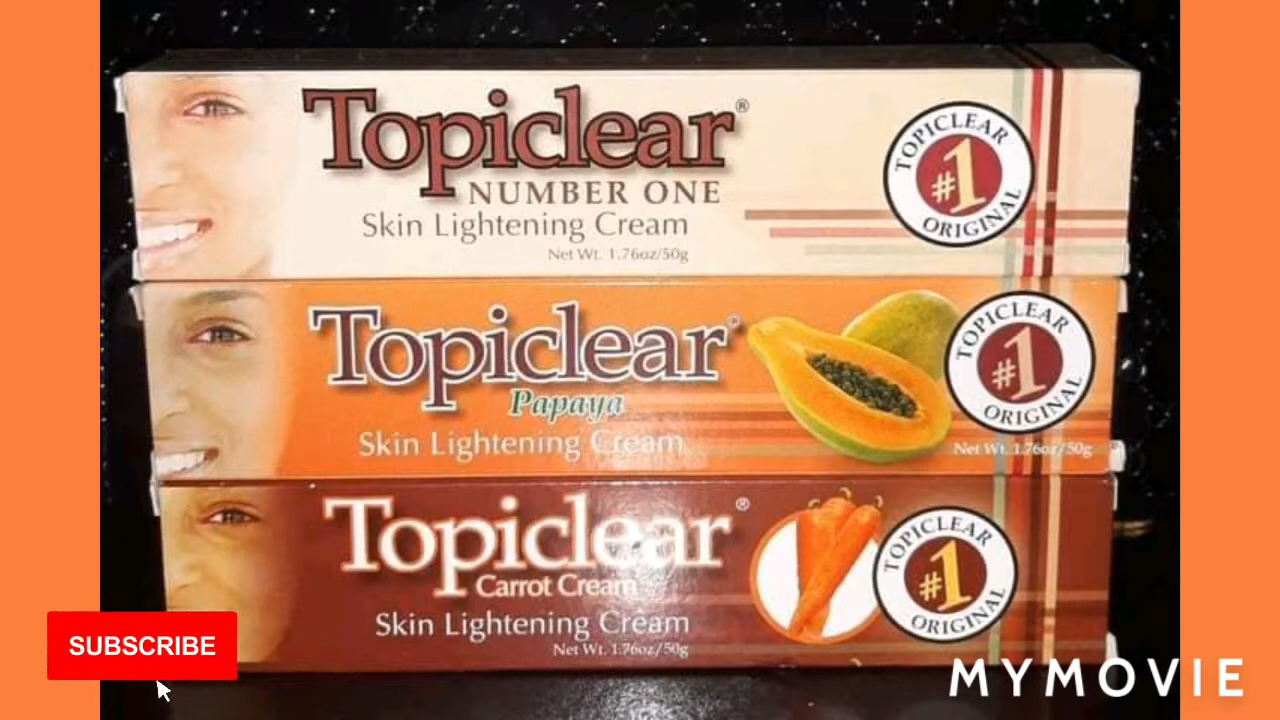 Topiclear®
NUMBER ONE
Skin Lightening Cream
Net Wt. 1.76oz/50g
TOPICLEAR
#1
ORIGINAL
Topiclear®
Papaya
Skin Lightening Cream
TOPICLEAR
#1
ORIGINAL
Net Wt. 1.76oz/50g
Topiclear®
Carrot Cream
Skin Lightening Cream
Net Wt. 1.76oz/50g
TOPICLEAR
#1
ORIGINAL
SUBSCRIBE
MYMOVIE